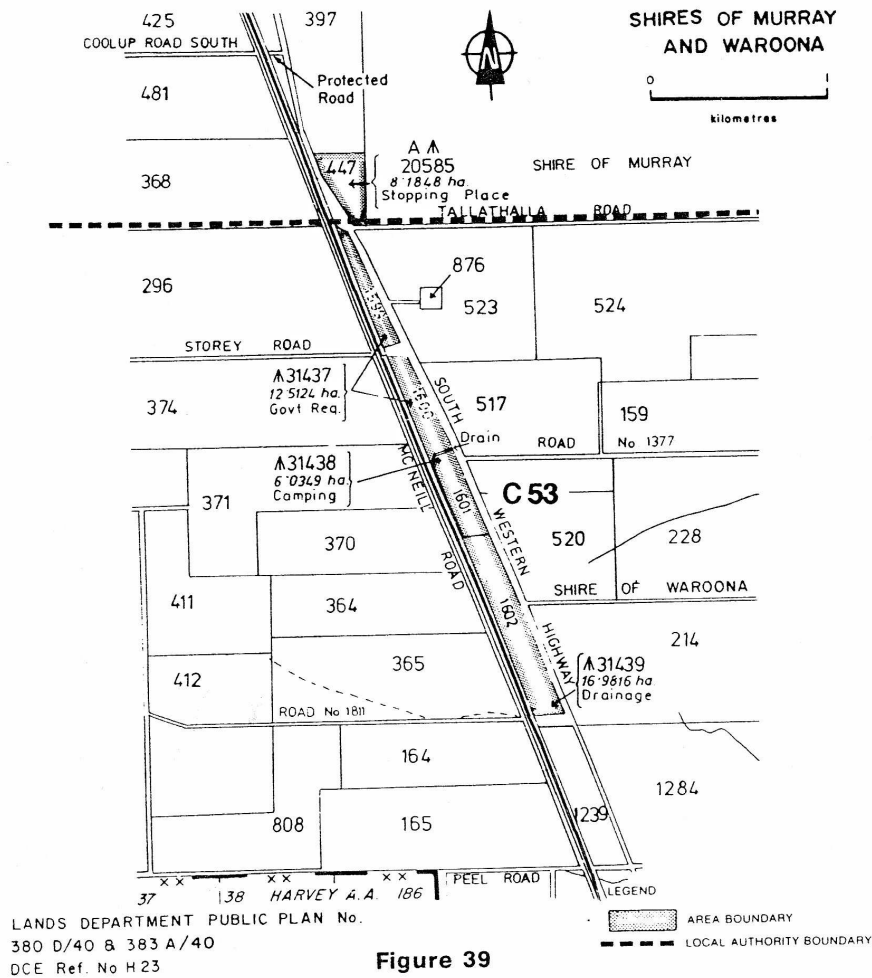 SHIRES OF MURRAY
AND WAROONA
425
397
COOLUP ROAD SOUTH
Protected
Road
N
0 1
kilometres
481
A
447
20585
8·1848 ha.
Stopping Place
SHIRE OF MURRAY
368
TALLATHALLA ROAD
876
296
1599
523
524
STOREY ROAD
31437
12·5124 ha.
Govt Req.
1600
SOUTH
374
517
159
Drain
ROAD No 1377
31438
6·0349 ha.
Camping
MC NEILL
371
1601
C 53
WESTERN
370
520
228
ROAD
411
364
SHIRE OF WAROONA
1602
HIGHWAY
214
412
365
31439
16·9816 ha.
Drainage
ROAD No 1811
164
1284
808
165
1239
PEEL ROAD
37
38
HARVEY A.A. 186
LEGEND
AREA BOUNDARY
LOCAL AUTHORITY BOUNDARY
LANDS DEPARTMENT PUBLIC PLAN No.
380 D/40 & 383 A/40
DCE Ref. No H 23
Figure 39